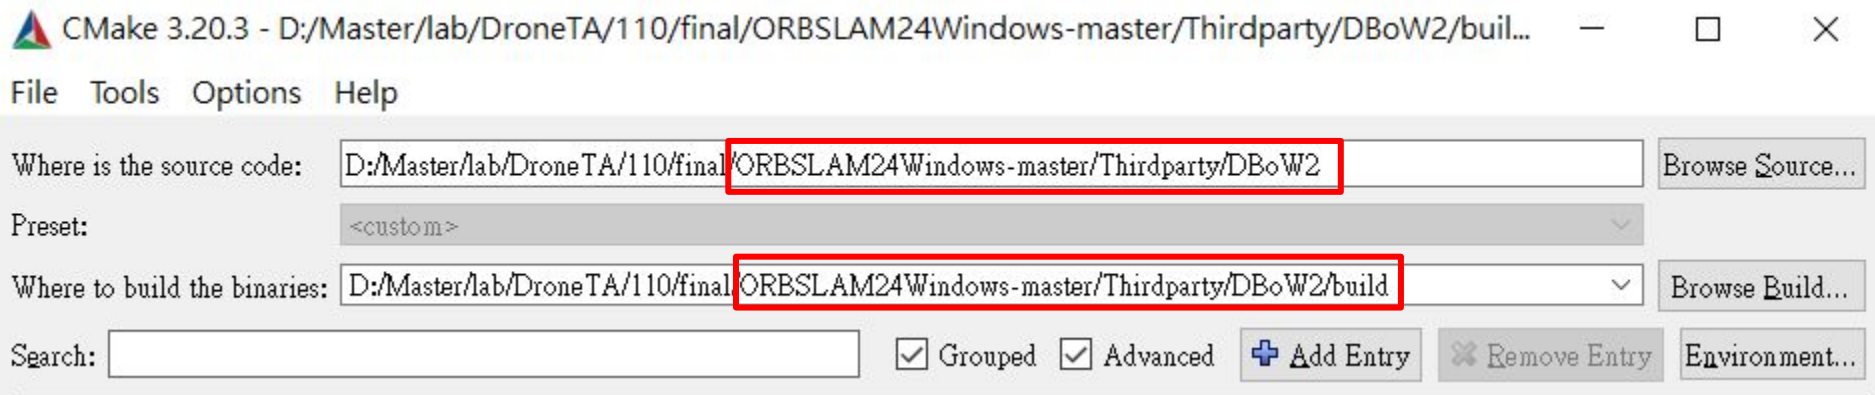 CMake 3.20.3 - D:/Master/lab/DroneTA/110/final/ORBSLAM24Windows-master/Thirdparty/DBoW2/buil...
File Tools Options Help
Where is the source code: D:/Master/lab/DroneTA/110/final/ORBSLAM24Windows-master/Thirdparty/DBoW2 Browse Source...
Preset: <custom>
Where to build the binaries: D:/Master/lab/DroneTA/110/final/ORBSLAM24Windows-master/Thirdparty/DBoW2/build Browse Build...
Search: Grouped Advanced Add Entry Remove Entry Environment...